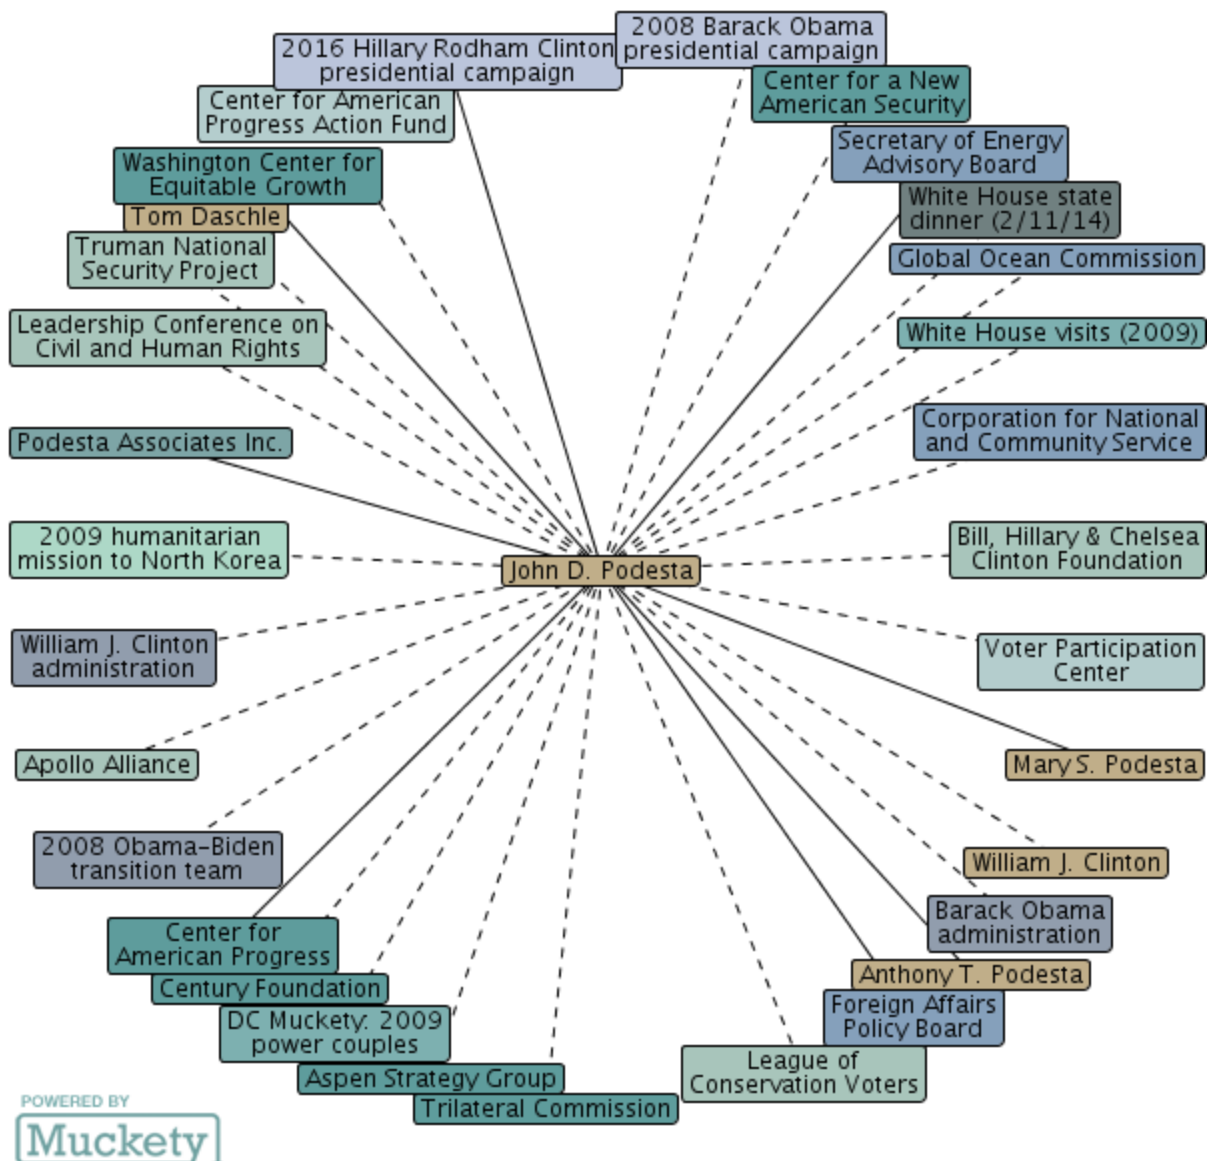 2008 Barack Obama
presidential campaign
2016 Hillary Rodham Clinton
presidential campaign
Center for a New
American Security
Center for American
Progress Action Fund
Secretary of Energy
Advisory Board
Washington Center for
Equitable Growth
White House state
dinner (2/11/14)
Tom Daschle
Truman National
Security Project
Global Ocean Commission
Leadership Conference on
Civil and Human Rights
White House visits (2009)
Corporation for National
and Community Service
Podesta Associates Inc.
2009 humanitarian
mission to North Korea
Bill, Hillary & Chelsea
Clinton Foundation
John D. Podesta
William J. Clinton
administration
Voter Participation
Center
Apollo Alliance
Mary S. Podesta
2008 Obama-Biden
transition team
William J. Clinton
Barack Obama
administration
Center for
American Progress
Anthony T. Podesta
Century Foundation
Foreign Affairs
Policy Board
DC Muckety: 2009
power couples
League of
Conservation Voters
Aspen Strategy Group
Trilateral Commission
POWERED BY
Muckety